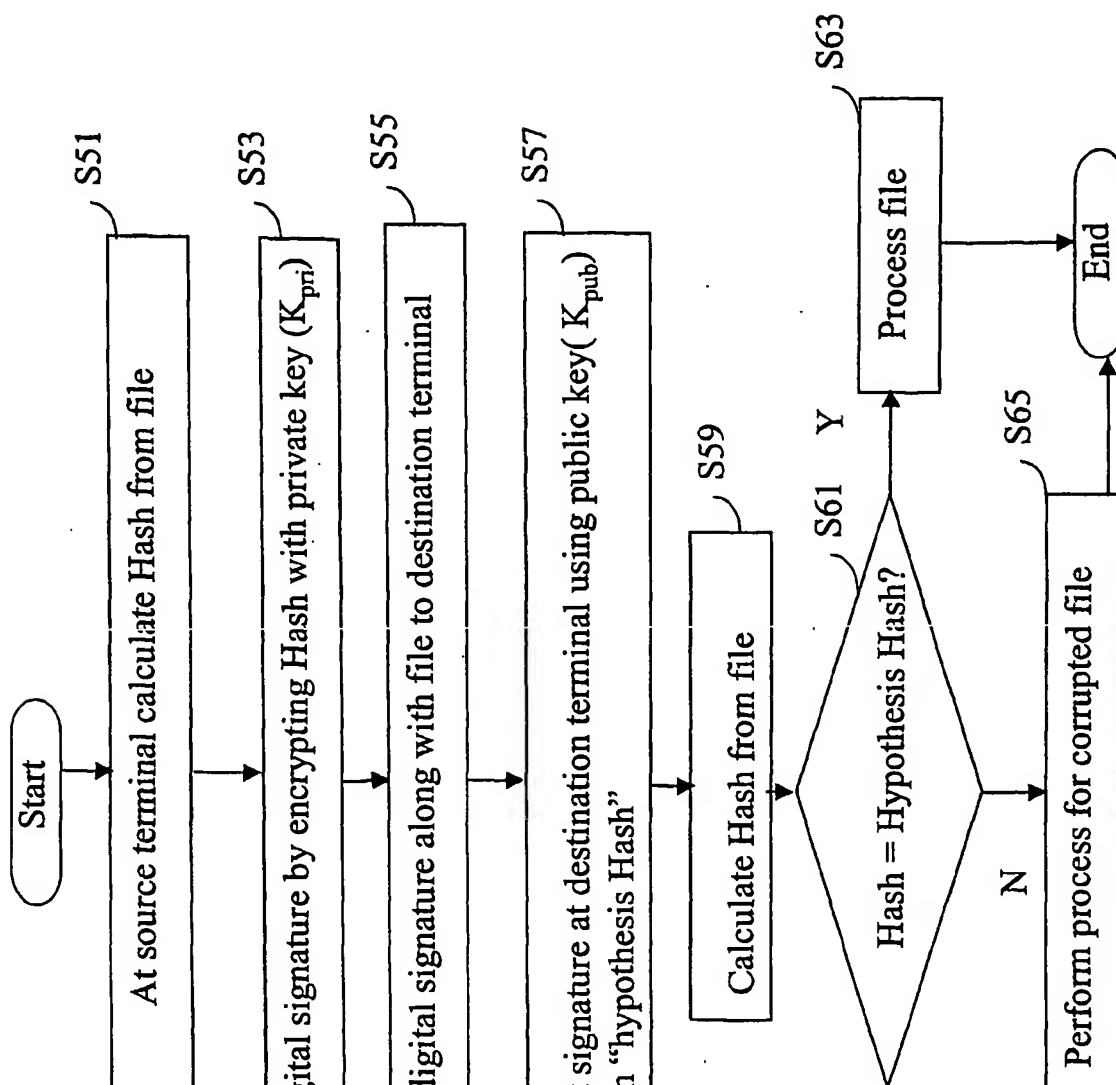 Start
S51
At source terminal calculate Hash from file
S53
gital signature by encrypting Hash with private key (Kpri)
S55
digital signature along with file to destination terminal
S57
signature at destination terminal using public key( Kpub)
n “hypothesis Hash”
S59
Calculate Hash from file
S61
Hash = Hypothesis Hash?
Y
S63
Process file
N
S65
Perform process for corrupted file
End